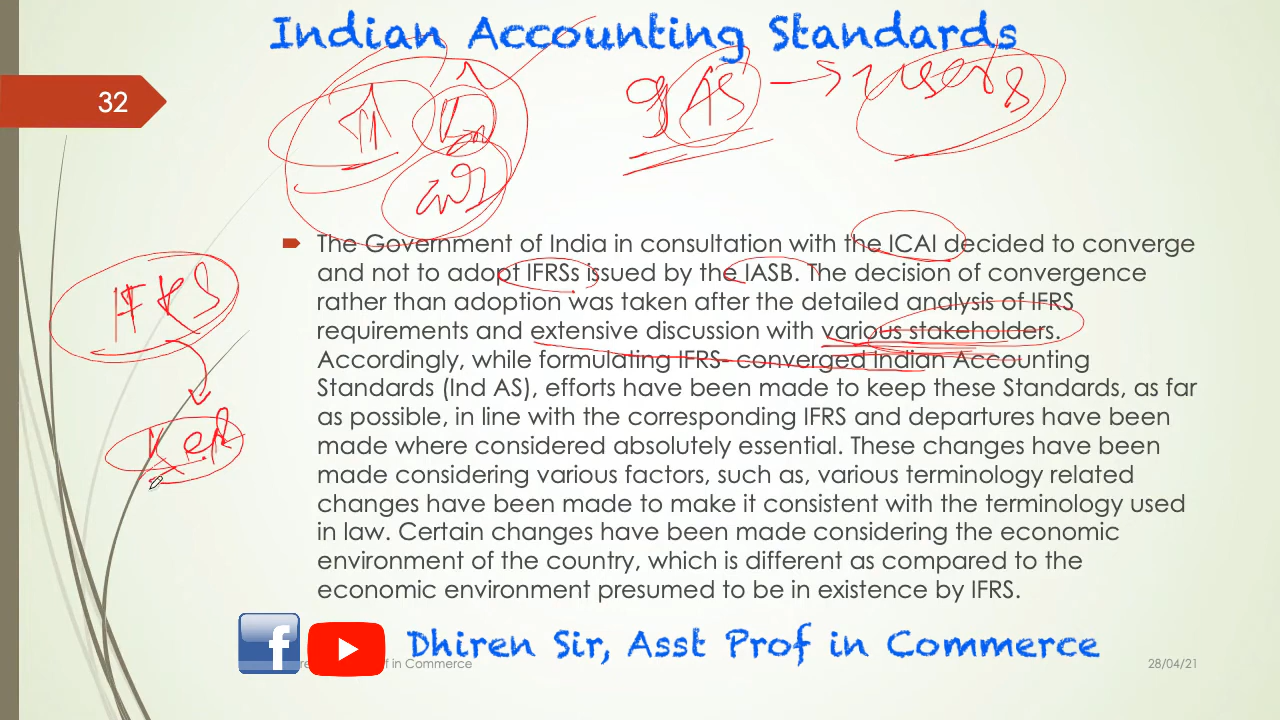 Indian Accounting Standards
32
AS → users
IFRS
The Government of India in consultation with the ICAI decided to converge
and not to adopt IFRSs issued by the IASB. The decision of convergence
rather than adoption was taken after the detailed analysis of IFRS
requirements and extensive discussion with various stakeholders.
Accordingly, while formulating IFRS- converged Indian Accounting
Standards (Ind AS), efforts have been made to keep these Standards, as far
as possible, in line with the corresponding IFRS and departures have been
made where considered absolutely essential. These changes have been
made considering various factors, such as, various terminology related
changes have been made to make it consistent with the terminology used
in law. Certain changes have been made considering the economic
environment of the country, which is different as compared to the
economic environment presumed to be in existence by IFRS.
f
Dhiren Sir, Asst Prof in Commerce
f in Commerce
28/04/21